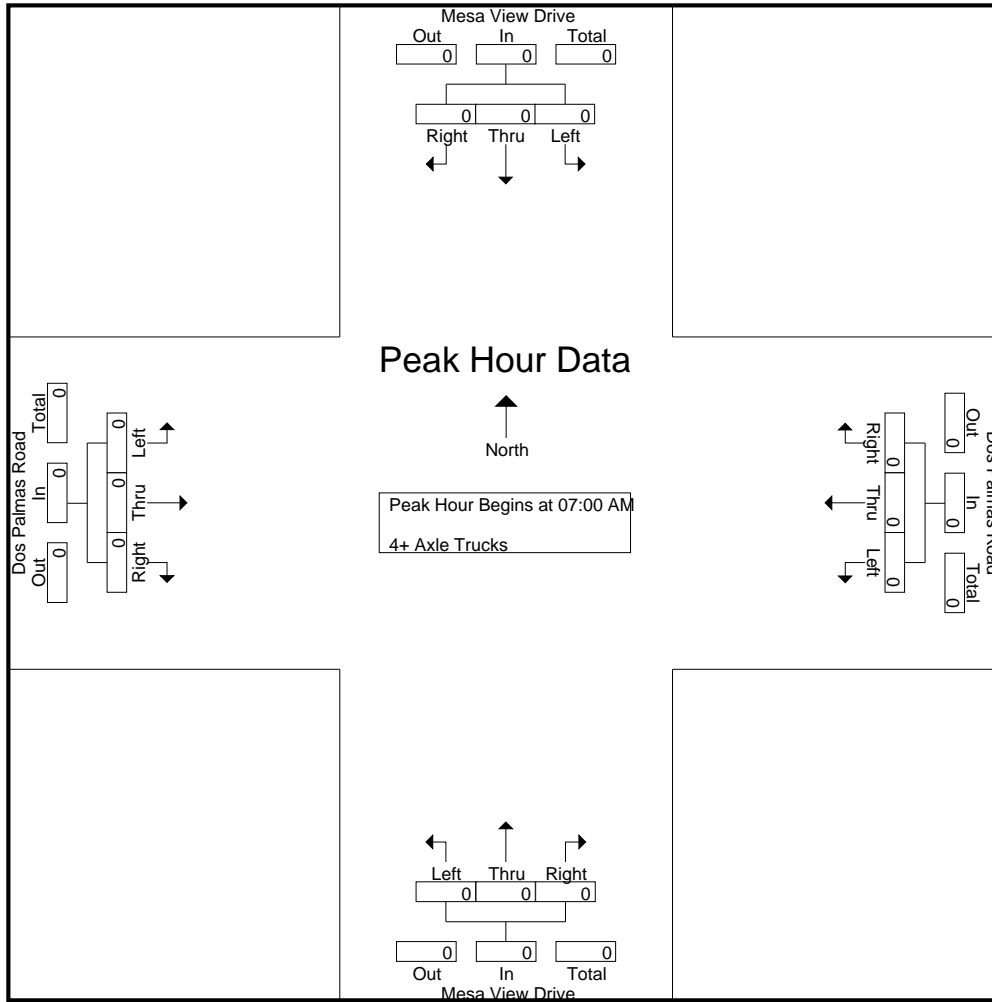 Mesa View Drive
Out In Total
0 0 0
0 0 0
Right Thru Left
Peak Hour Data
North
Peak Hour Begins at 07:00 AM
4+ Axle Trucks
Dos Palmas Road
Out In Total
0 0 0
0 0 0
Right Thru Left
Dos Palmas Road
Out In Total
0 0 0
0 0 0
Right Thru Left
Left Thru Right
0 0 0
0 0 0
Out In Total
Mesa View Drive